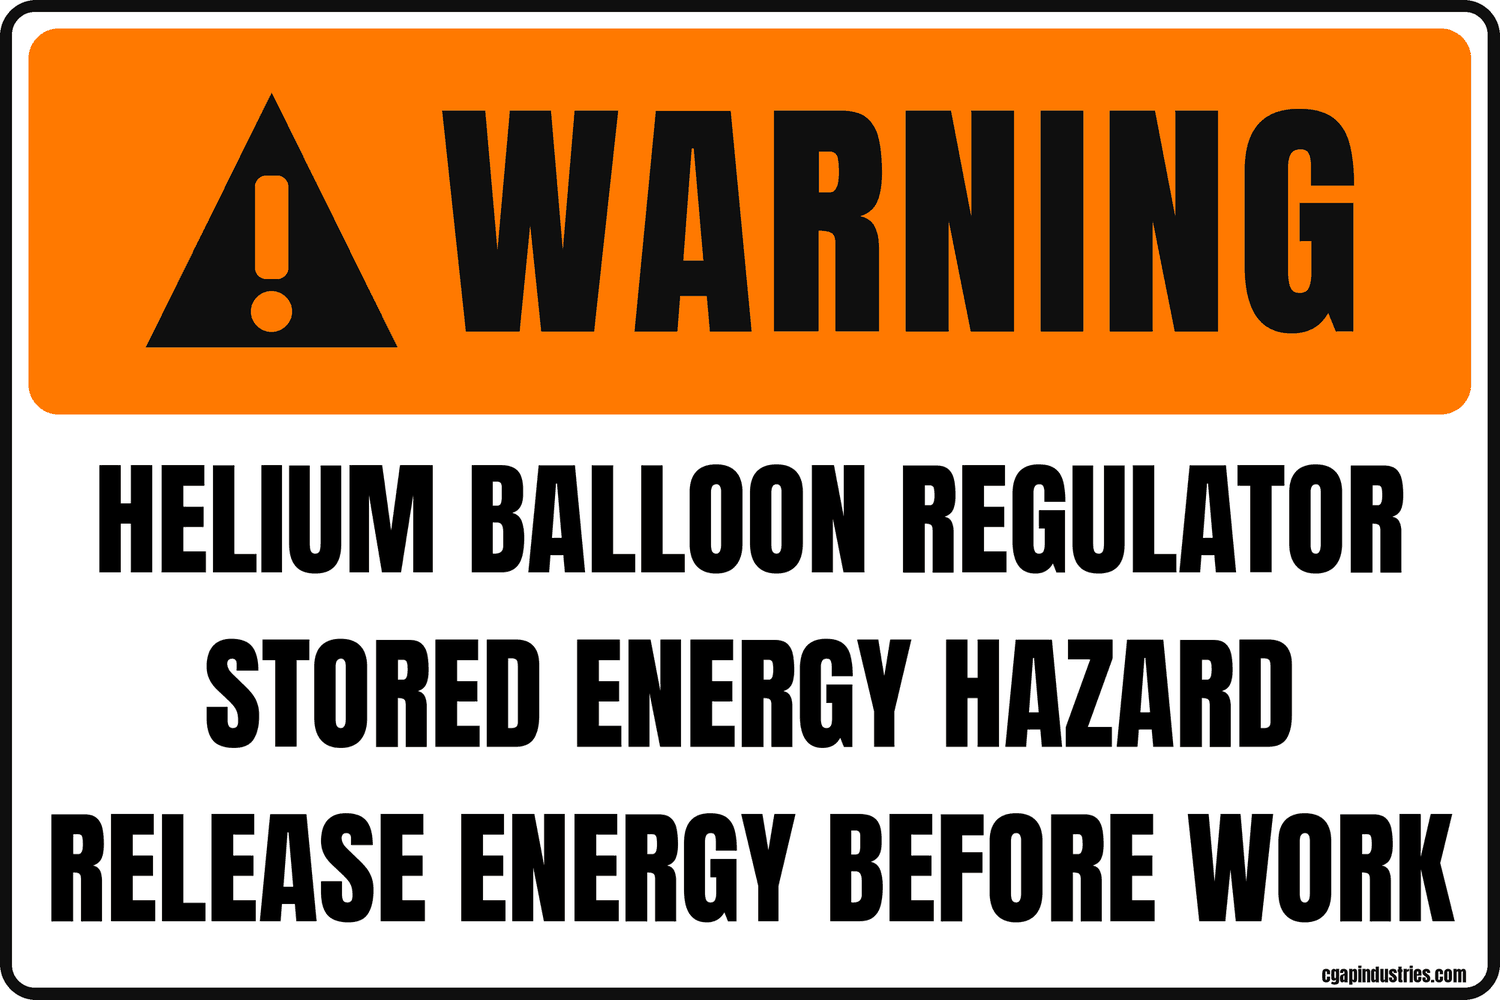 WARNING
HELIUM BALLOON REGULATOR
STORED ENERGY HAZARD
RELEASE ENERGY BEFORE WORK
cgapindustries.com